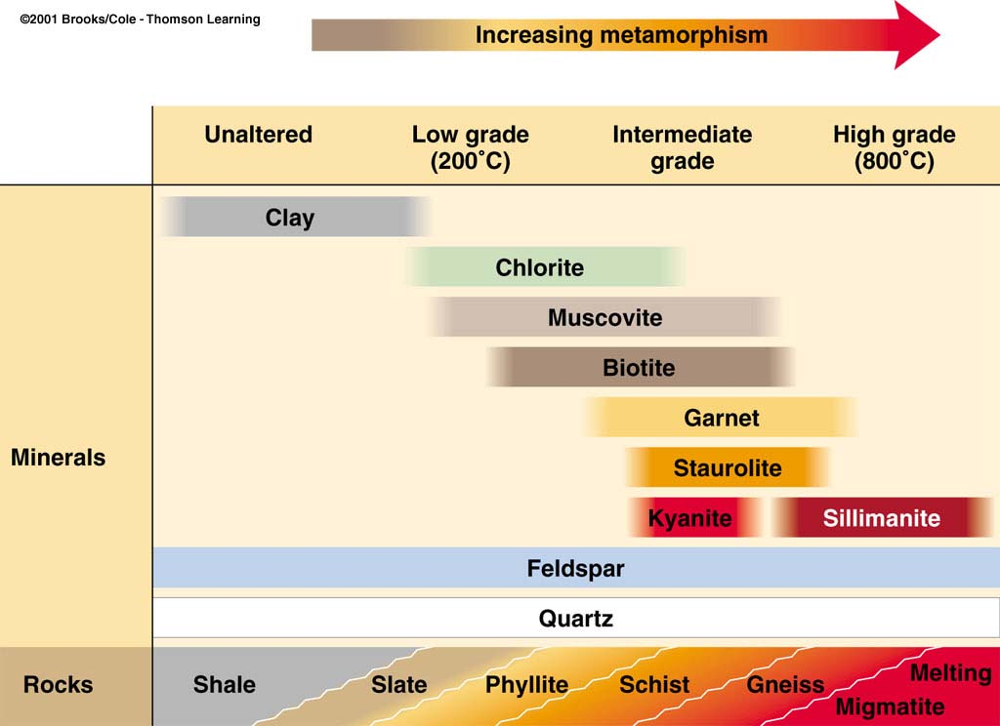 ©2001 Brooks/Cole - Thomson Learning
Increasing metamorphism
Unaltered
Low grade
(200˚C)
Intermediate
grade
High grade
(800˚C)
Minerals
Clay
Chlorite
Muscovite
Biotite
Garnet
Staurolite
Kyanite
Sillimanite
Feldspar
Quartz
Rocks
Shale
Slate
Phyllite
Schist
Gneiss
Migmatite
Melting